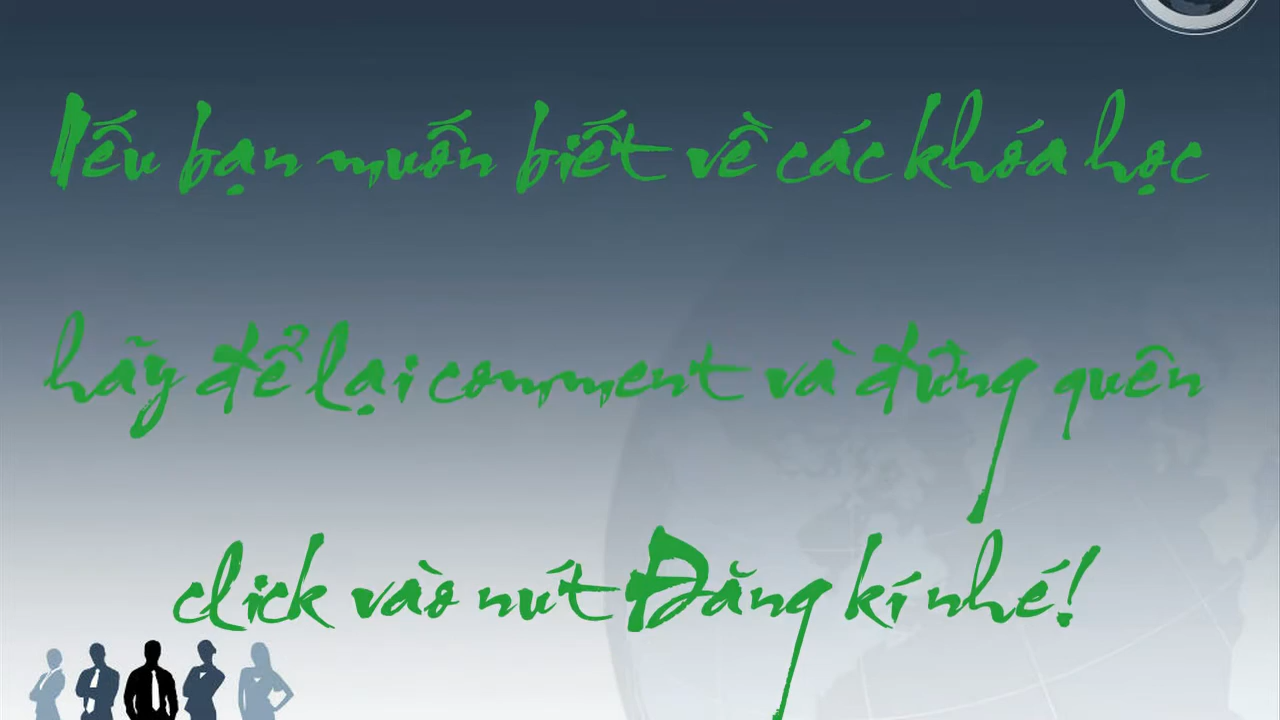 Nếu bạn muốn biết về các khóa học
hãy để lại comment và đừng quên
click vào nút Đăng kí nhé!